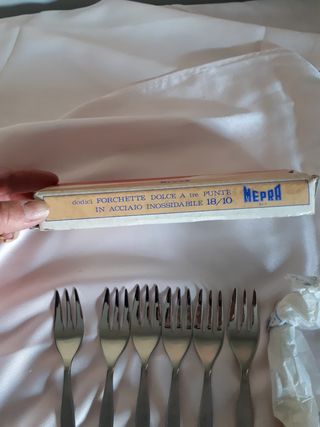 dodici FORCHETTE DOLCE A tre PUNTE
IN ACCIAIO INOSSIDABILE 18/10
MEPRA